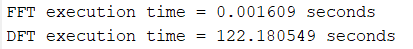 FFT execution time = 0.001609 seconds
DFT execution time = 122.180549 seconds